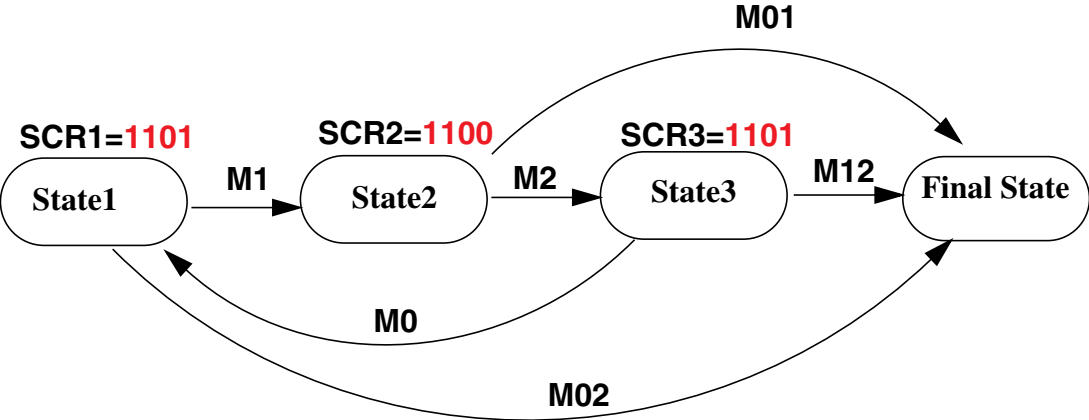 M01
SCR1=1101
SCR2=1100
SCR3=1101
State1
M1
State2
M2
State3
M12
Final State
M0
M02